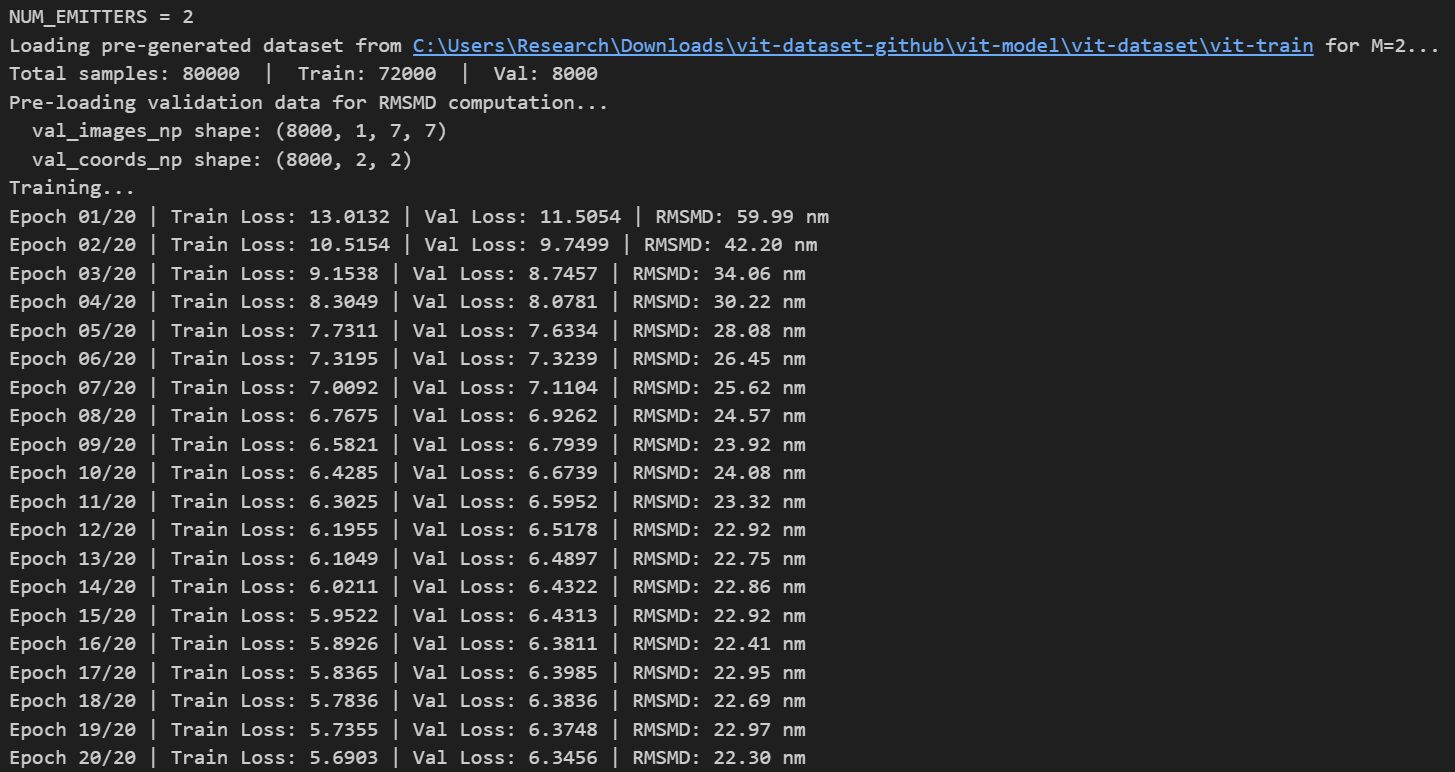 NUM_EMITTERS = 2
Loading pre-generated dataset from C:\Users\Research\Downloads\vit-dataset-github\vit-model\vit-dataset\vit-train for M=2...
Total samples: 80000  |  Train: 72000  |  Val: 8000
Pre-loading validation data for RMSMD computation...
  val_images_np shape: (8000, 1, 7, 7)
  val_coords_np shape: (8000, 2, 2)
Training...
Epoch 01/20 | Train Loss: 13.0132 | Val Loss: 11.5054 | RMSMD: 59.99 nm
Epoch 02/20 | Train Loss: 10.5154 | Val Loss: 9.7499 | RMSMD: 42.20 nm
Epoch 03/20 | Train Loss: 9.1538 | Val Loss: 8.7457 | RMSMD: 34.06 nm
Epoch 04/20 | Train Loss: 8.3049 | Val Loss: 8.0781 | RMSMD: 30.22 nm
Epoch 05/20 | Train Loss: 7.7311 | Val Loss: 7.6334 | RMSMD: 28.08 nm
Epoch 06/20 | Train Loss: 7.3195 | Val Loss: 7.3239 | RMSMD: 26.45 nm
Epoch 07/20 | Train Loss: 7.0092 | Val Loss: 7.1104 | RMSMD: 25.62 nm
Epoch 08/20 | Train Loss: 6.7675 | Val Loss: 6.9262 | RMSMD: 24.57 nm
Epoch 09/20 | Train Loss: 6.5821 | Val Loss: 6.7939 | RMSMD: 23.92 nm
Epoch 10/20 | Train Loss: 6.4285 | Val Loss: 6.6739 | RMSMD: 24.08 nm
Epoch 11/20 | Train Loss: 6.3025 | Val Loss: 6.5952 | RMSMD: 23.32 nm
Epoch 12/20 | Train Loss: 6.1955 | Val Loss: 6.5178 | RMSMD: 22.92 nm
Epoch 13/20 | Train Loss: 6.1049 | Val Loss: 6.4897 | RMSMD: 22.75 nm
Epoch 14/20 | Train Loss: 6.0211 | Val Loss: 6.4322 | RMSMD: 22.86 nm
Epoch 15/20 | Train Loss: 5.9522 | Val Loss: 6.4313 | RMSMD: 22.92 nm
Epoch 16/20 | Train Loss: 5.8926 | Val Loss: 6.3811 | RMSMD: 22.41 nm
Epoch 17/20 | Train Loss: 5.8365 | Val Loss: 6.3985 | RMSMD: 22.95 nm
Epoch 18/20 | Train Loss: 5.7836 | Val Loss: 6.3836 | RMSMD: 22.69 nm
Epoch 19/20 | Train Loss: 5.7355 | Val Loss: 6.3748 | RMSMD: 22.97 nm
Epoch 20/20 | Train Loss: 5.6903 | Val Loss: 6.3456 | RMSMD: 22.30 nm